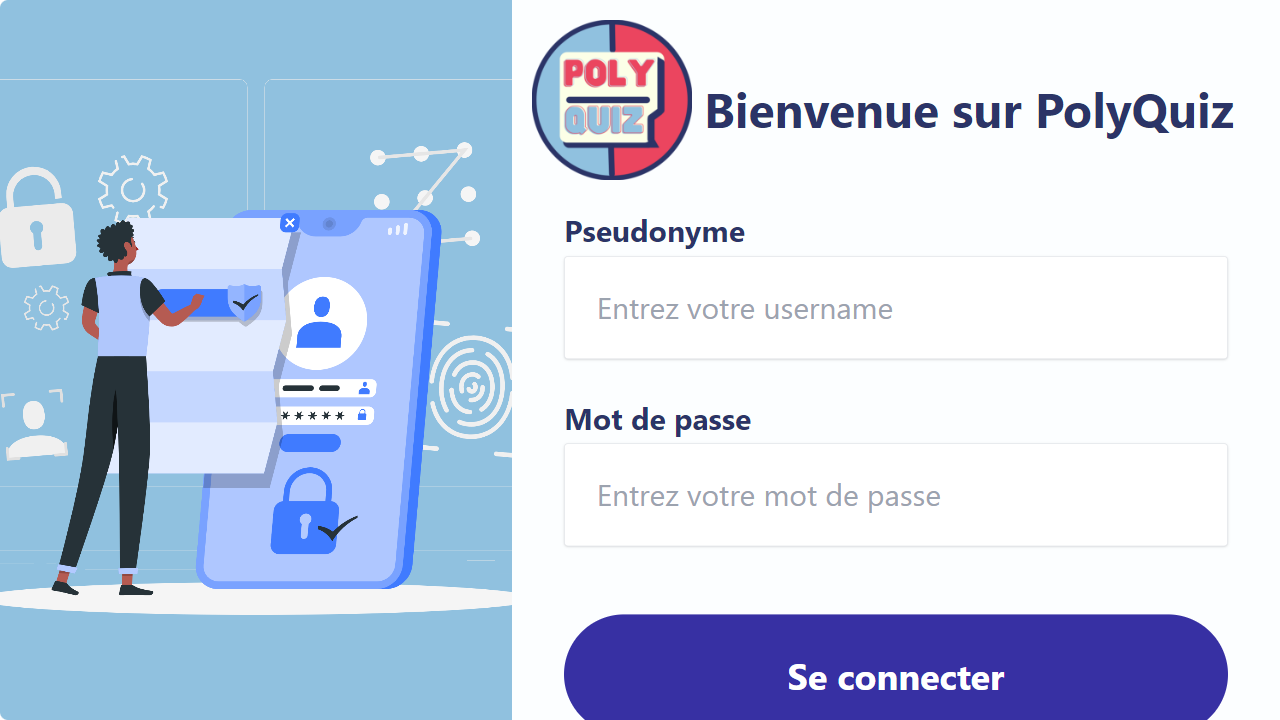 POLY
QUIZ
Bienvenue sur PolyQuiz
Pseudonyme
Entrez votre username
Mot de passe
Entrez votre mot de passe
Se connecter